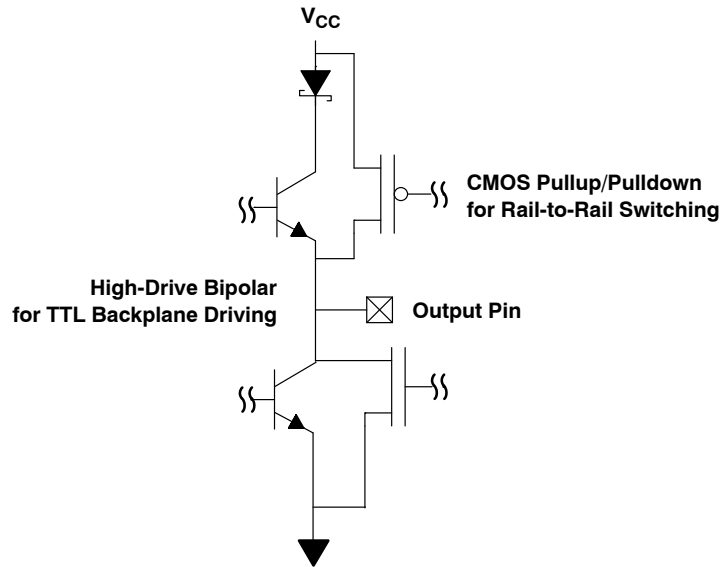 VCC
CMOS Pullup/Pulldown
for Rail-to-Rail Switching
High-Drive Bipolar
for TTL Backplane Driving
Output Pin